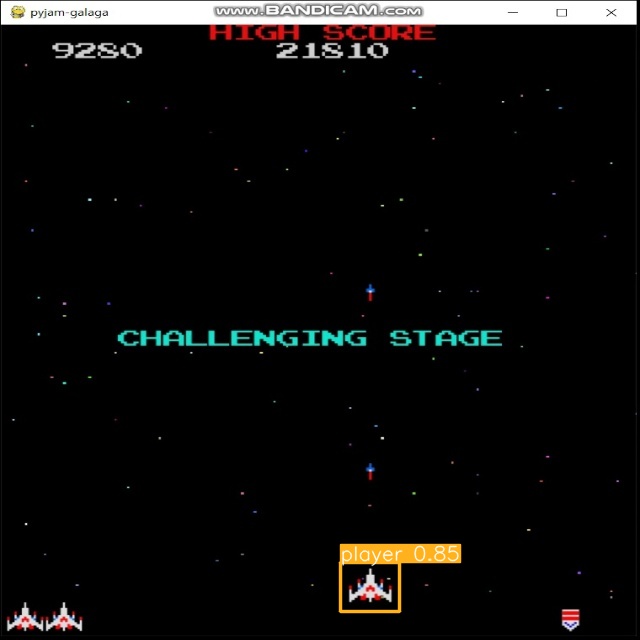 pyjam-galaga
www.BANDICAM.com
HIGH SCORE
9280 21810
CHALLENGING STAGE
player 0.85